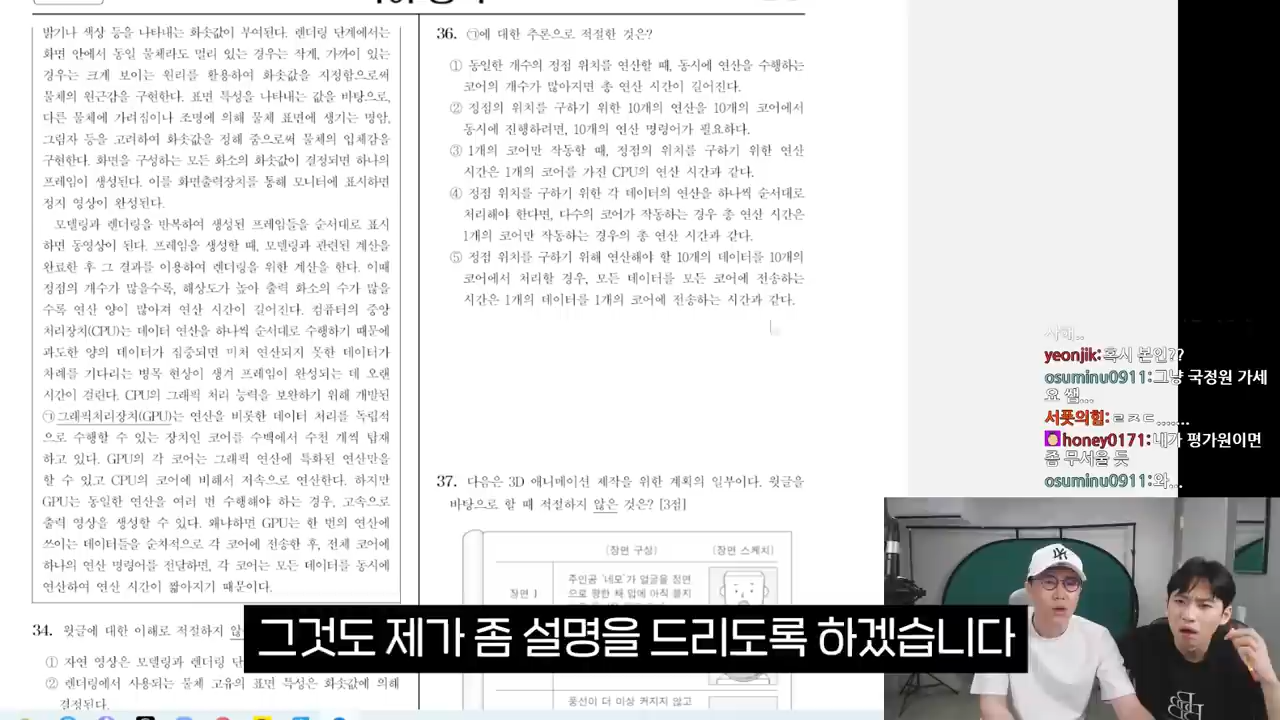 밝기나 색상 등을 나타내는 화솟값이 부여된다. 렌더링 단계에서는
화면 안에서 동일 물체라도 멀리 있는 경우는 작게, 가까이 있는
경우는 크게 보이는 원리를 활용하여 화솟값을 지정함으로써
물체의 원근감을 구현한다. 표면 특성을 나타내는 값을 바탕으로,
다른 물체에 가려짐이나 조명에 의해 물체 표면에 생기는 명암,
그림자 등을 고려하여 화솟값을 정해 줌으로써 물체의 입체감을
구현한다. 화면을 구성하는 모든 화소의 화솟값이 결정되면 하나의
프레임이 생성된다. 이를 화면출력장치를 통해 모니터에 표시하면
정지 영상이 완성된다.
모델링과 렌더링을 반복하여 생성된 프레임들을 순서대로 표시
하면 동영상이 된다. 프레임을 생성할 때, 모델링과 관련된 계산을
완료한 후 그 결과를 이용하여 렌더링을 위한 계산을 한다. 이때
정점의 개수가 많을수록, 해상도가 높아 출력 화소의 수가 많을
수록 연산 양이 많아져 연산 시간이 길어진다. 컴퓨터의 중앙
처리장치(CPU)는 데이터 연산을 하나씩 순서대로 수행하기 때문에
과도한 양의 데이터가 집중되면 미처 연산되지 못한 데이터가
차례를 기다리는 병목 현상이 생겨 프레임이 완성되는 데 오랜
시간이 걸린다. CPU의 그래픽 처리 능력을 보완하기 위해 개발된
㉠그래픽처리장치(GPU)는 연산을 비롯한 데이터 처리를 독립적
으로 수행할 수 있는 장치인 코어를 수백에서 수천 개씩 탑재
하고 있다. GPU의 각 코어는 그래픽 연산에 특화된 연산만을
할 수 있고 CPU의 코어에 비해서 저속으로 연산한다. 하지만
GPU는 동일한 연산을 여러 번 수행해야 하는 경우, 고속으로
출력 영상을 생성할 수 있다. 왜냐하면 GPU는 한 번의 연산에
쓰이는 데이터들을 순차적으로 각 코어에 전송한 후, 전체 코어에
하나의 연산 명령어를 전달하면, 각 코어는 모든 데이터를 동시에
연산하여 연산 시간이 짧아지기 때문이다.
34. 윗글에 대한 이해로 적절하지
① 자연 영상은 모델링과 렌더링 단
② 렌더링에서 사용되는 물체 고유의 표면 특성은 화솟값에 의해
결정된다.
36. ㉠에 대한 추론으로 적절한 것은?
① 동일한 개수의 정점 위치를 연산할 때, 동시에 연산을 수행하는
코어의 개수가 많아지면 총 연산 시간이 길어진다.
② 정점의 위치를 구하기 위한 10개의 연산을 10개의 코어에서
동시에 진행하려면, 10개의 연산 명령어가 필요하다.
③ 1개의 코어만 작동할 때, 정점의 위치를 구하기 위한 연산
시간은 1개의 코어를 가진 CPU의 연산 시간과 같다.
④ 정점 위치를 구하기 위한 각 데이터의 연산을 하나씩 순서대로
처리해야 한다면, 다수의 코어가 작동하는 경우 총 연산 시간은
1개의 코어만 작동하는 경우의 총 연산 시간과 같다.
⑤ 정점 위치를 구하기 위해 연산해야 할 10개의 데이터를 10개의
코어에서 처리할 경우, 모든 데이터를 모든 코어에 전송하는
시간은 1개의 데이터를 1개의 코어에 전송하는 시간과 같다.
37. 다음은 3D 애니메이션 제작을 위한 계획의 일부이다. 윗글을
바탕으로 할 때 적절하지 않은 것은? [3점]
(장면 구상) (장면 스케치)
장면 1
주인공 '네모'가 얼굴을 정면
으로 향한 채 입에 아직 불지
풍선이 더 이상 커지지 않고
yeonjik:혹시 본인??
osuminu0911:그냥 국정원 가세
요 쌤...
서폿의힘:ㄹㅈㄷ.......
honey0171:내가 평가원이면
좀 무서울 듯
osuminu0911:와...
그것도 제가 좀 설명을 드리도록 하겠습니다